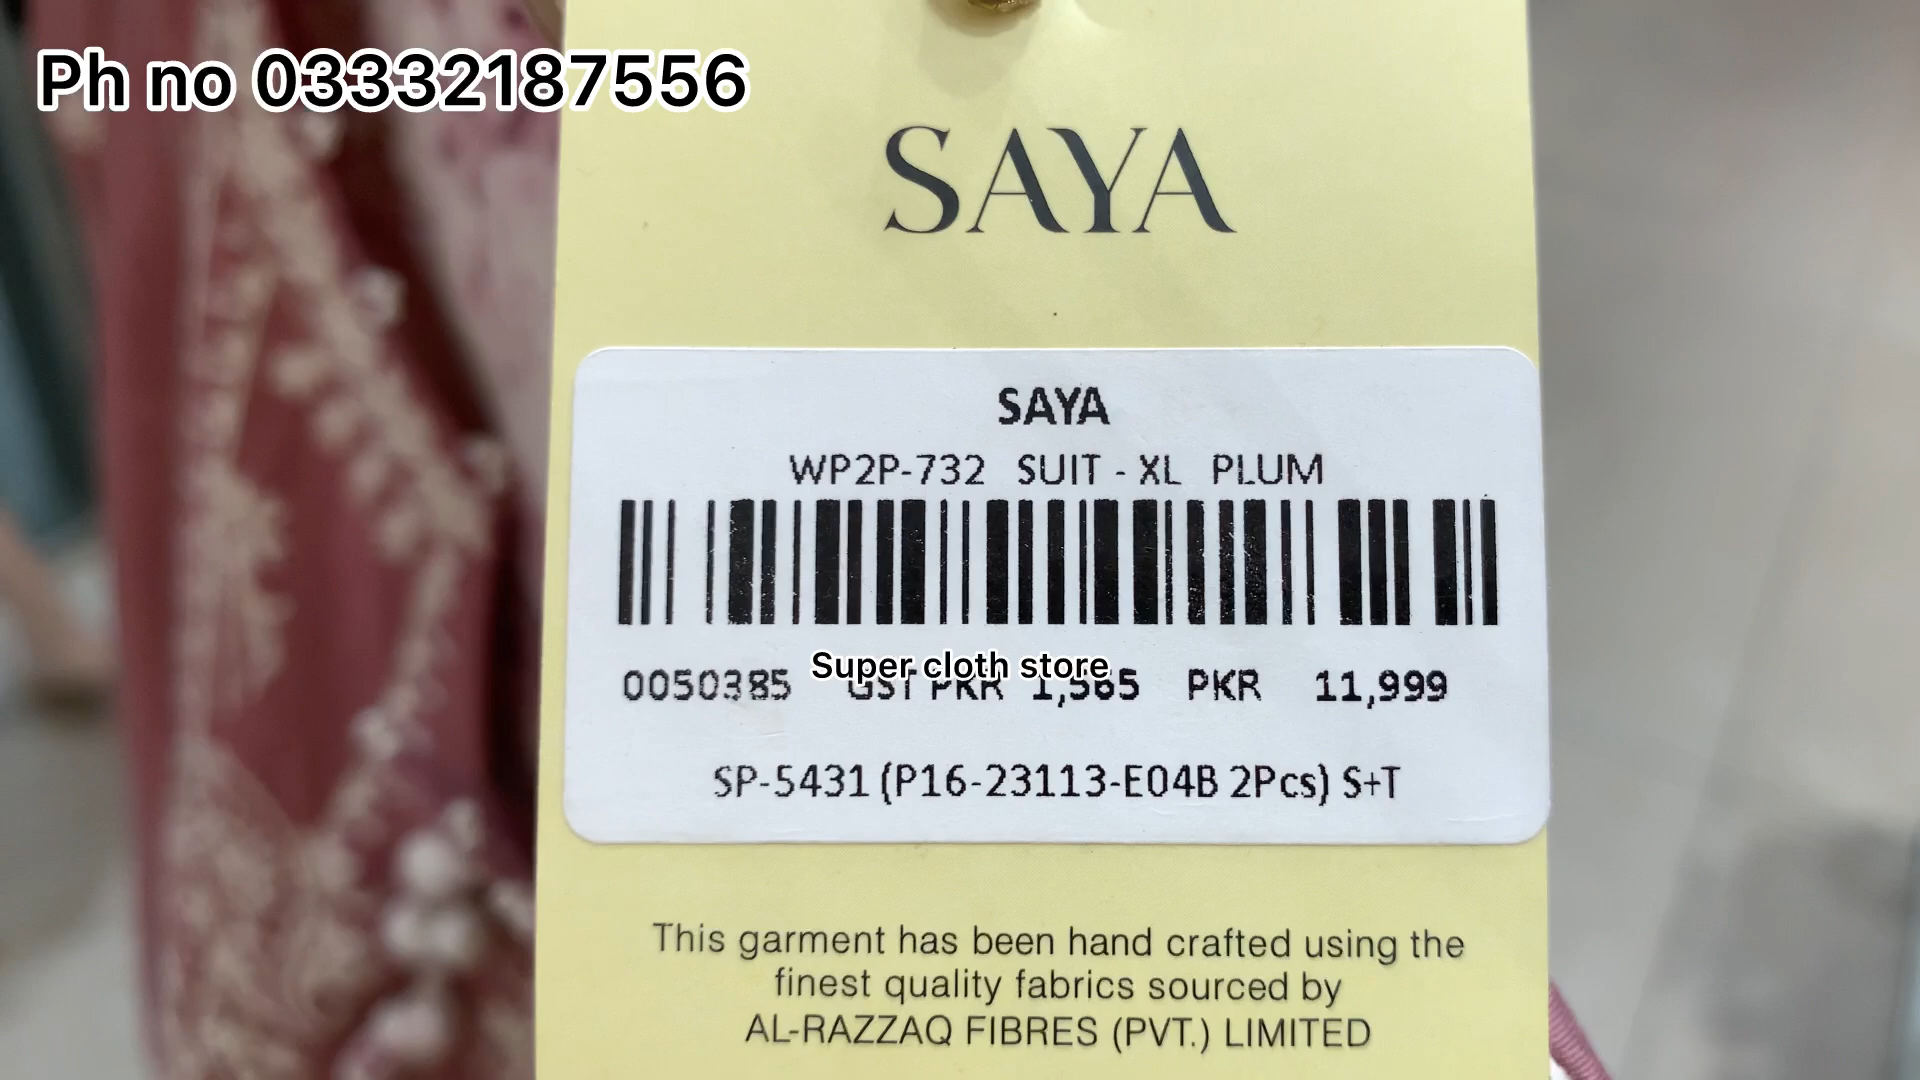 Ph no 03332187556
SAYA
SAYA
WP2P-732 SUIT - XL PLUM
Super cloth store
0050385 GST PKR 1,565 PKR 11,999
SP-5431 (P16-23113-E04B 2Pcs) S+T
This garment has been hand crafted using the
finest quality fabrics sourced by
AL-RAZZAQ FIBRES (PVT.) LIMITED